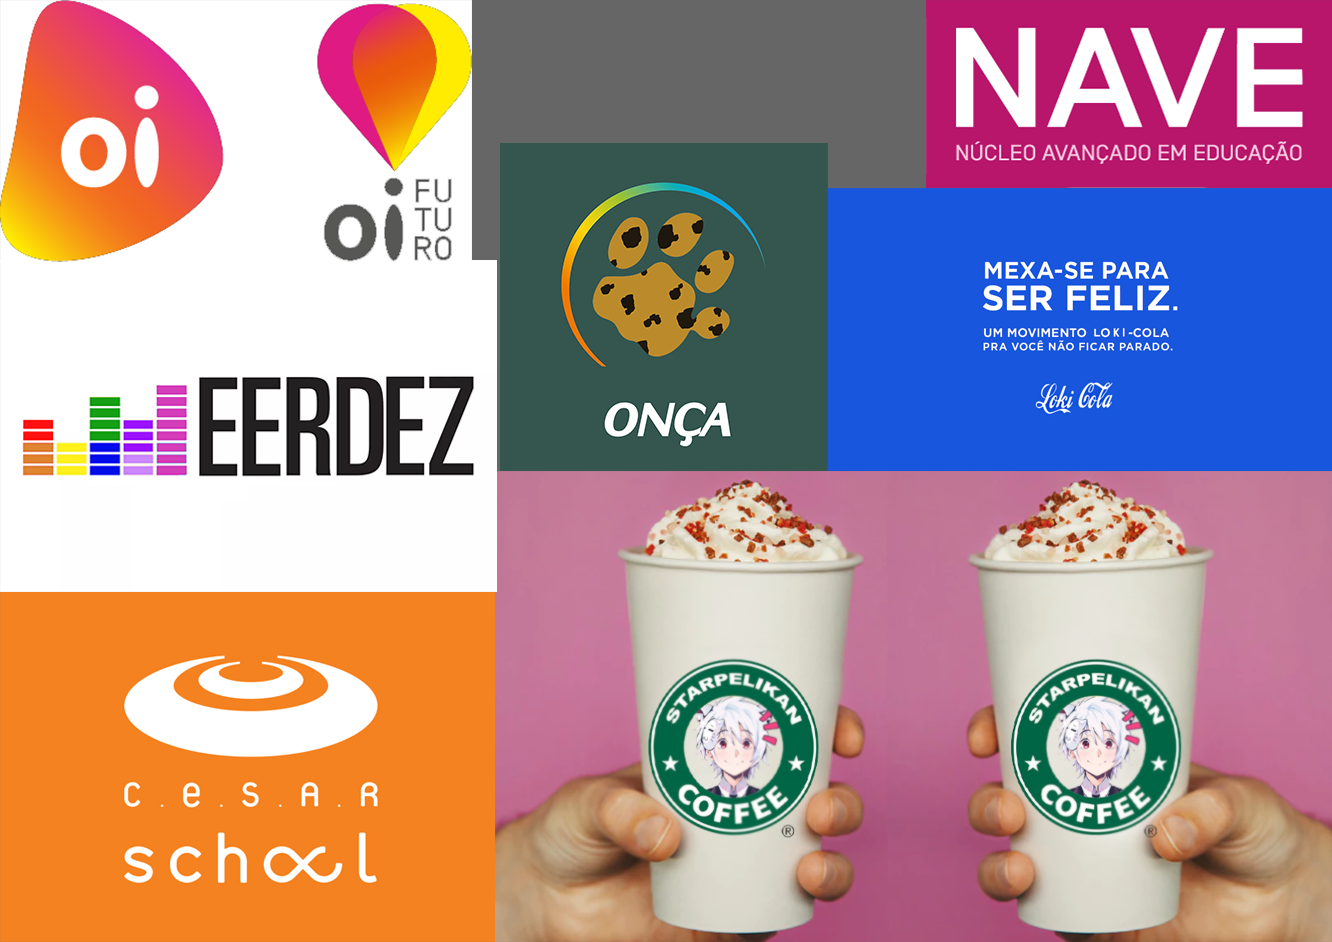 oi
oi
FU
TU
RO
NAVE
NÚCLEO AVANÇADO EM EDUCAÇÃO
ONÇA
MEXA-SE PARA
SER FELIZ.
UM MOVIMENTO LOKI-COLA
PRA VOCÊ NÃO FICAR PARADO.
Loki Cola
EERDEZ
C.e.S.A.R
school
STARPELIKAN
COFFEE
®
STARPELIKAN
COFFEE
®